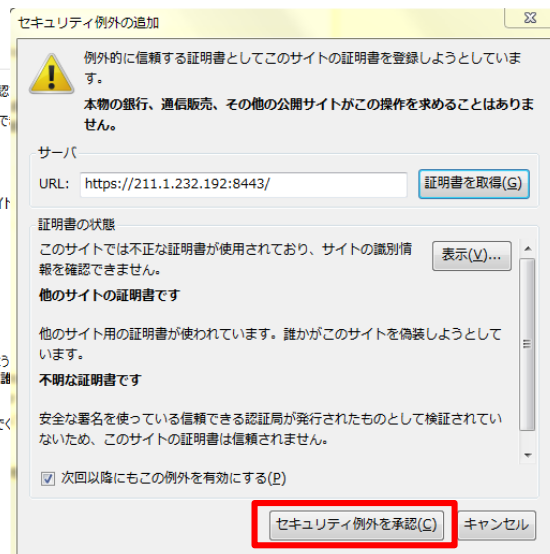 セキュリティ例外の追加
例外的に信頼する証明書としてこのサイトの証明書を登録しようとしていま
す。
本物の銀行、通信販売、その他の公開サイトがこの操作を求めることはありま
せん。
サーバ
URL: https://211.1.232.192:8443/ 証明書を取得(G)
証明書の状態
このサイトでは不正な証明書が使用されており、サイトの識別情
報を確認できません。
表示(V)...
他のサイトの証明書です
他のサイト用の証明書が使われています。誰かがこのサイトを偽装しようとして
います。
不明な証明書です
安全な署名を使っている信頼できる認証局が発行されたものとして検証されてい
ないため、このサイトの証明書は信頼されません。
次回以降にもこの例外を有効にする(P)
セキュリティ例外を承認(C) キャンセル